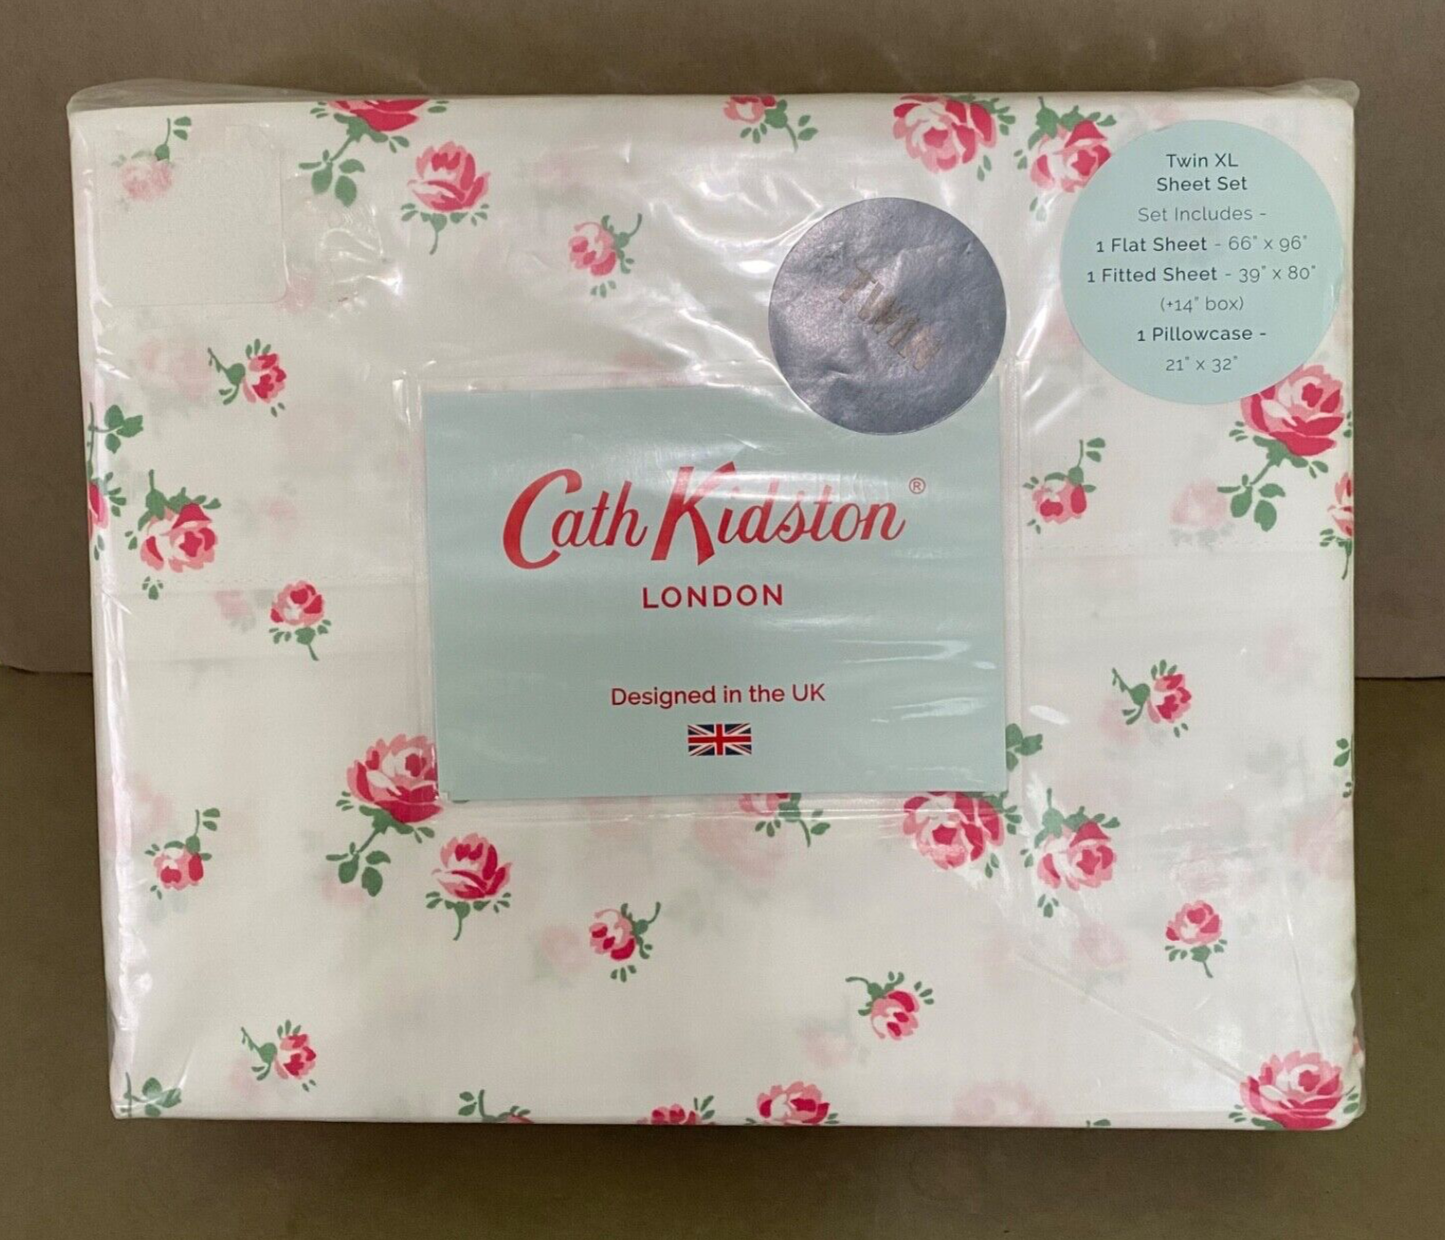 Twin XL
Sheet Set
Set Includes -
1 Flat Sheet - 66" x 96"
1 Fitted Sheet - 39" x 80"
(+14" box)
1 Pillowcase -
21" x 32"
TWIN
Cath Kidston®
LONDON
Designed in the UK